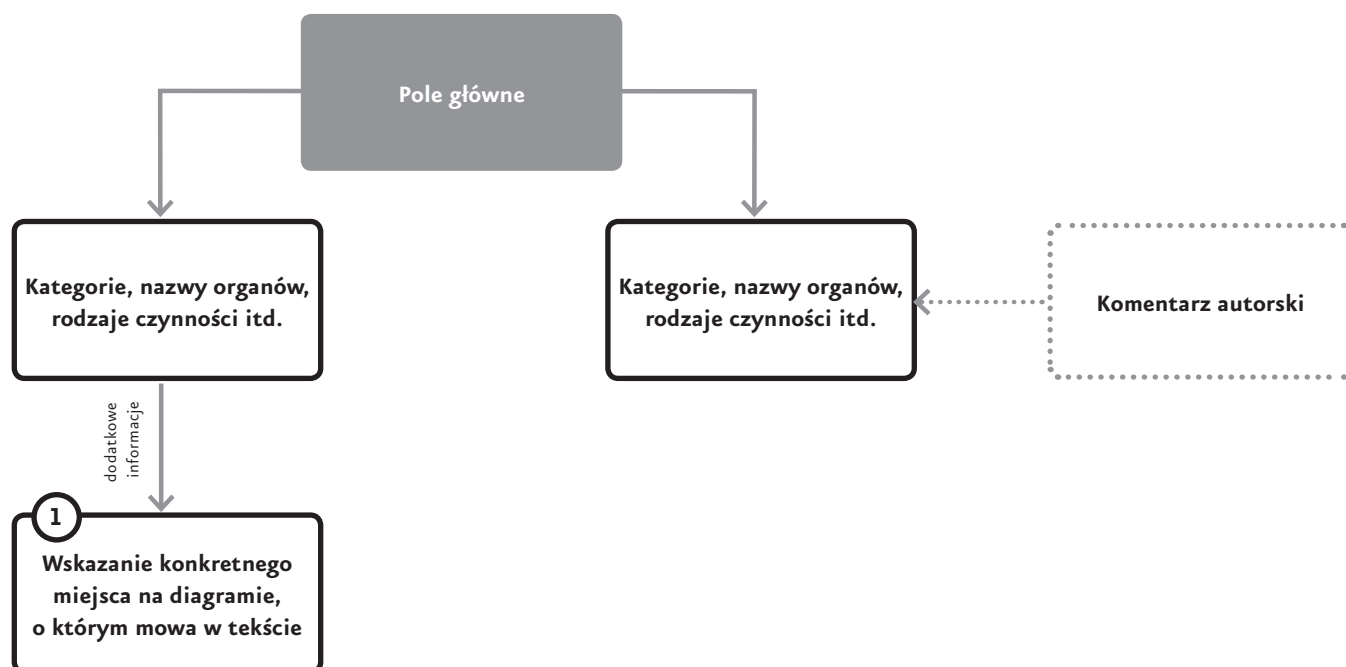 Pole główne
Kategorie, nazwy organów,
rodzaje czynności itd.
Kategorie, nazwy organów,
rodzaje czynności itd.
Komentarz autorski
dodatkowe
informacje
1
Wskazanie konkretnego
miejsca na diagramie,
o którym mowa w tekście